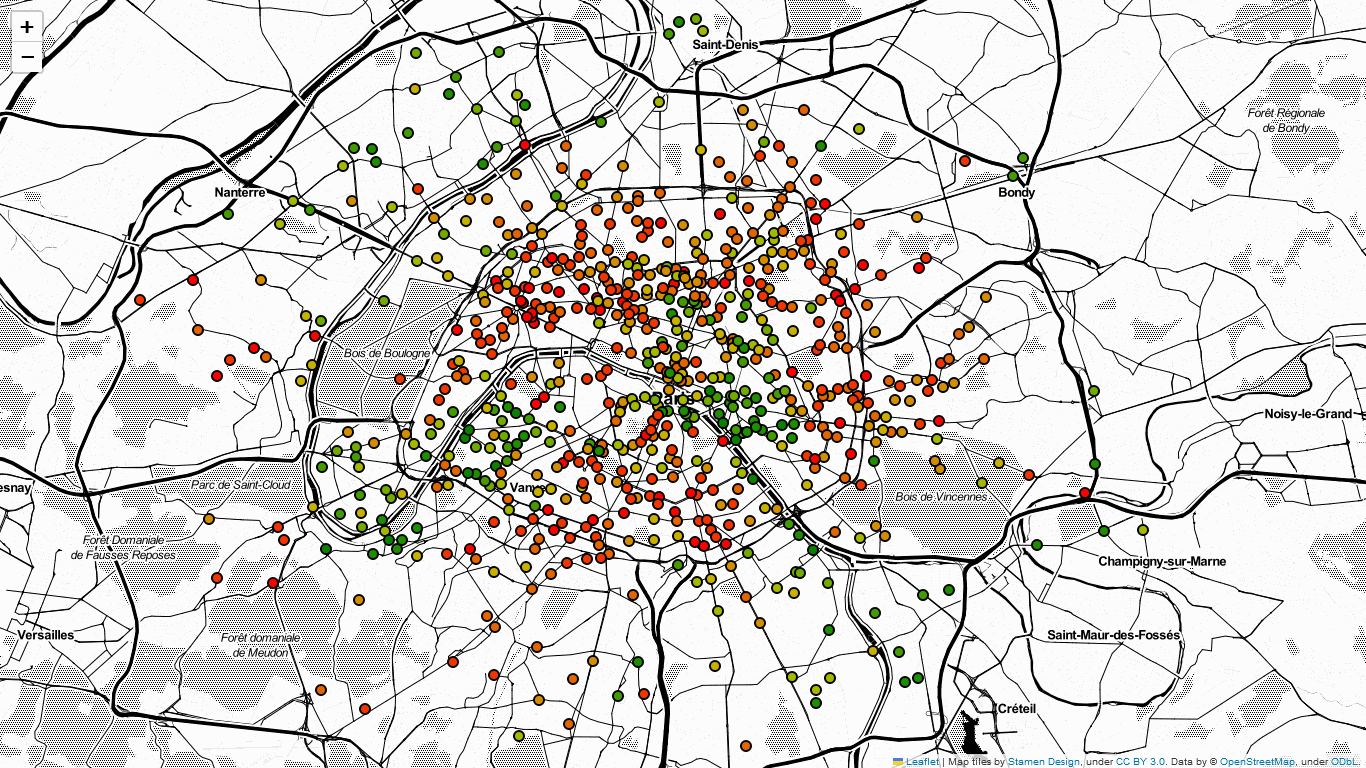 +
−
Saint-Denis
Forêt Régionale
de Bondy
Nanterre
Bondy
Bois de Boulogne
Noisy-le-Grand
Parc de Saint-Cloud
esnay
Bois de Vincennes
Forêt Domaniale
de Fausses Reposes
Champigny-sur-Marne
Versailles
Forêt domaniale
de Meudon
Saint-Maur-des-Fossés
Créteil
Leaflet | Map tiles by Stamen Design, under CC BY 3.0. Data by © OpenStreetMap, under ODbL.